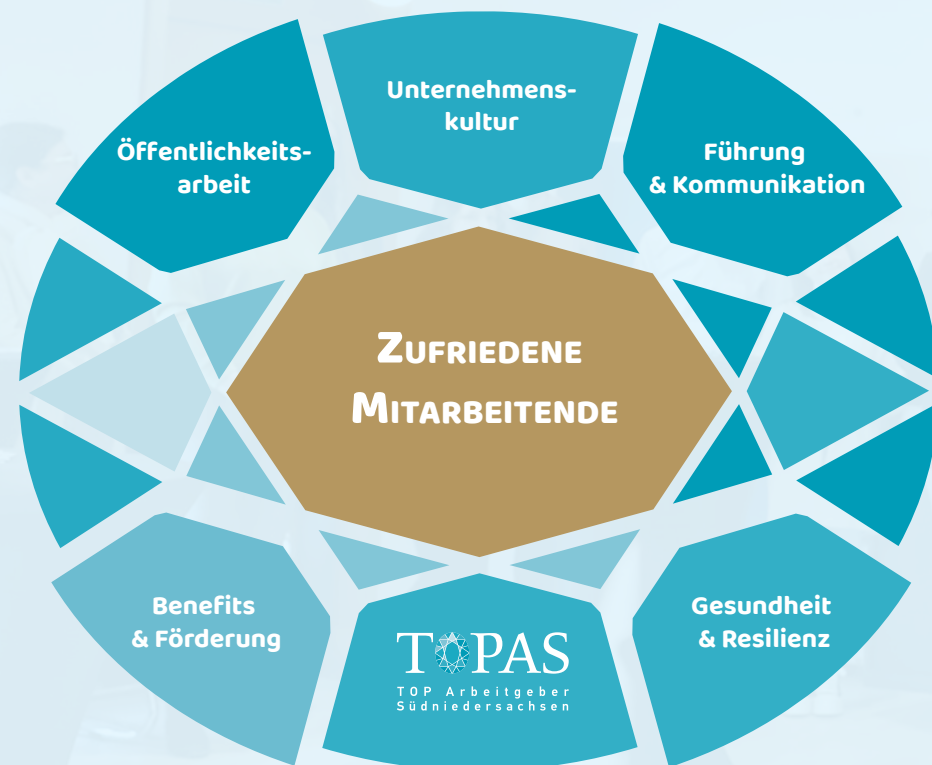 Unternehmens-
kultur
Öffentlichkeits-
arbeit
Führung
& Kommunikation
Zufriedene
Mitarbeitende
Benefits
& Förderung
Gesundheit
& Resilienz
TOPAS
TOP Arbeitgeber
Südniedersachsen